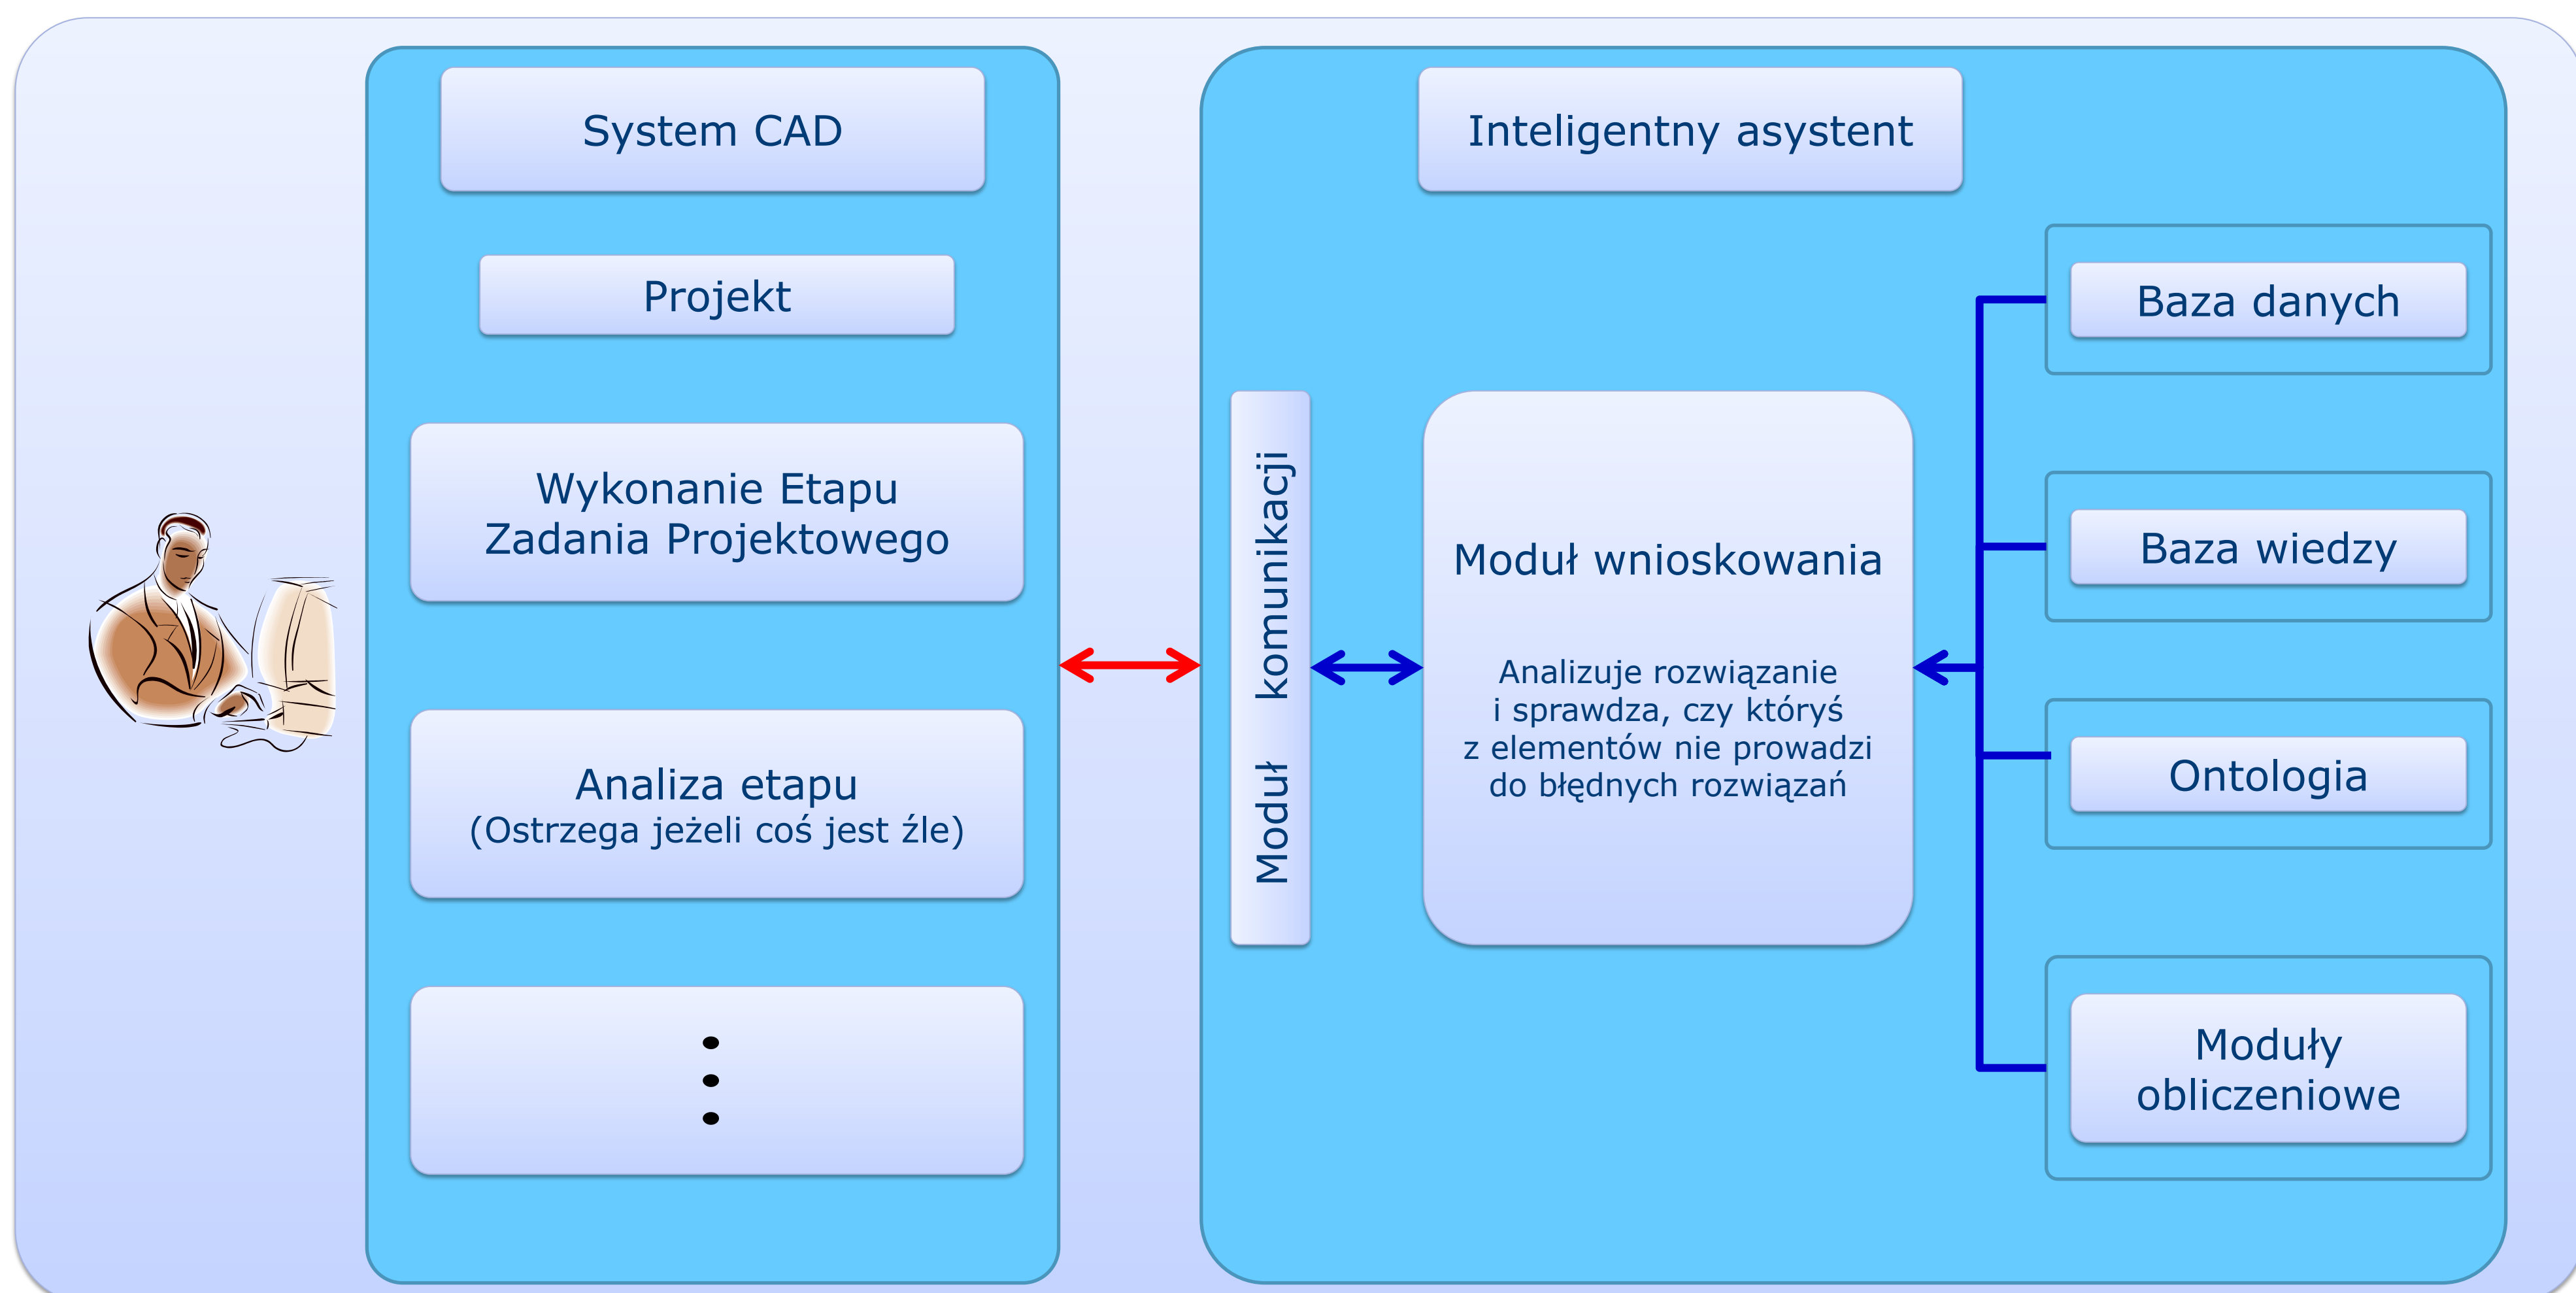 System CAD
Projekt
Wykonanie Etapu
Zadania Projektowego
Analiza etapu
(Ostrzega jeżeli coś jest źle)
Inteligentny asystent
Moduł komunikacji
Moduł wnioskowania
Analizuje rozwiązanie
i sprawdza, czy któryś
z elementów nie prowadzi
do błędnych rozwiązań
Baza danych
Baza wiedzy
Ontologia
Moduły
obliczeniowe